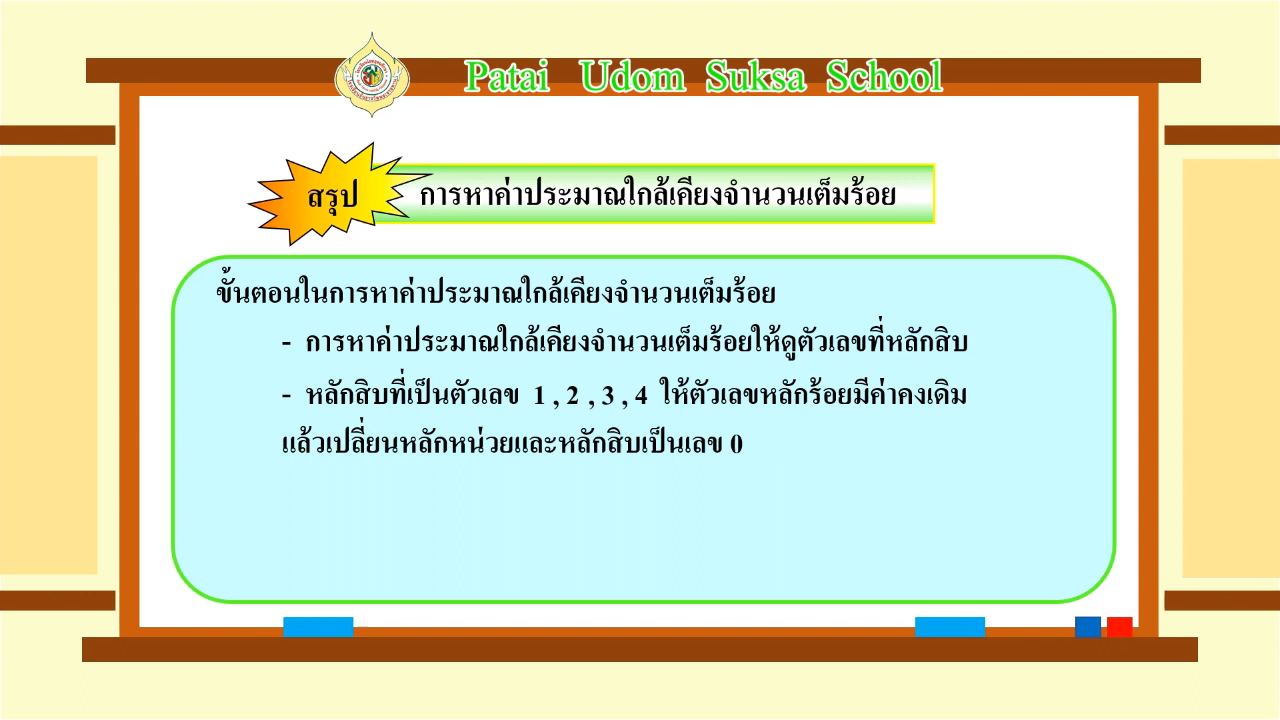 Patai Udom Suksa School
สรุป
การหาค่าประมาณใกล้เคียงจำนวนเต็มร้อย
ขั้นตอนในการหาค่าประมาณใกล้เคียงจำนวนเต็มร้อย
- การหาค่าประมาณใกล้เคียงจำนวนเต็มร้อยให้ดูตัวเลขที่หลักสิบ
- หลักสิบที่เป็นตัวเลข 1 , 2 , 3 , 4 ให้ตัวเลขหลักร้อยมีค่าคงเดิม
แล้วเปลี่ยนหลักหน่วยและหลักสิบเป็นเลข 0